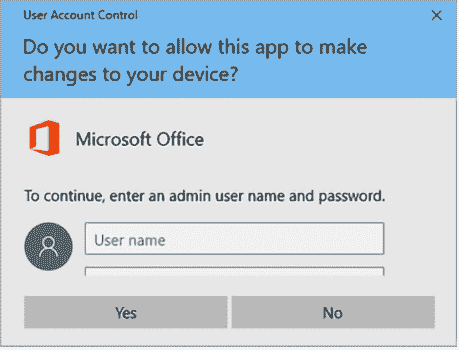 User Account Control
Do you want to allow this app to make
changes to your device?
Microsoft Office
To continue, enter an admin user name and password.
User name
Yes
No